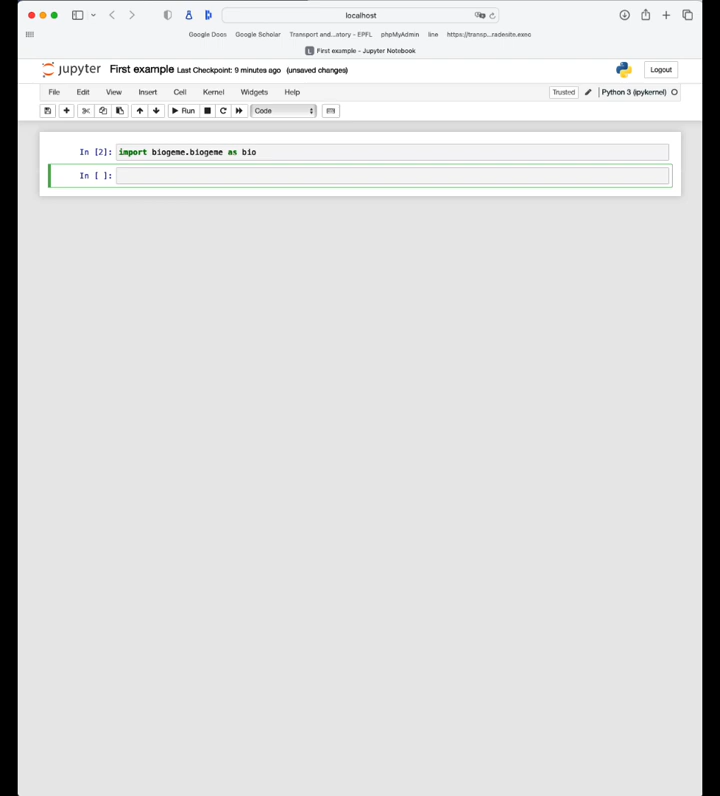 localhost
Google Docs Google Scholar Transport and...atory - EPFL phpMyAdmin line https://transp...radesite.exno
First example - Jupyter Notebook
jupyter First example Last Checkpoint: 9 minutes ago (unsaved changes) Logout
File Edit View Insert Cell Kernel Widgets Help Trusted Python 3 (ipykernel)
Run Code
In [2]: import biogeme.biogeme as bio
In [ ]: